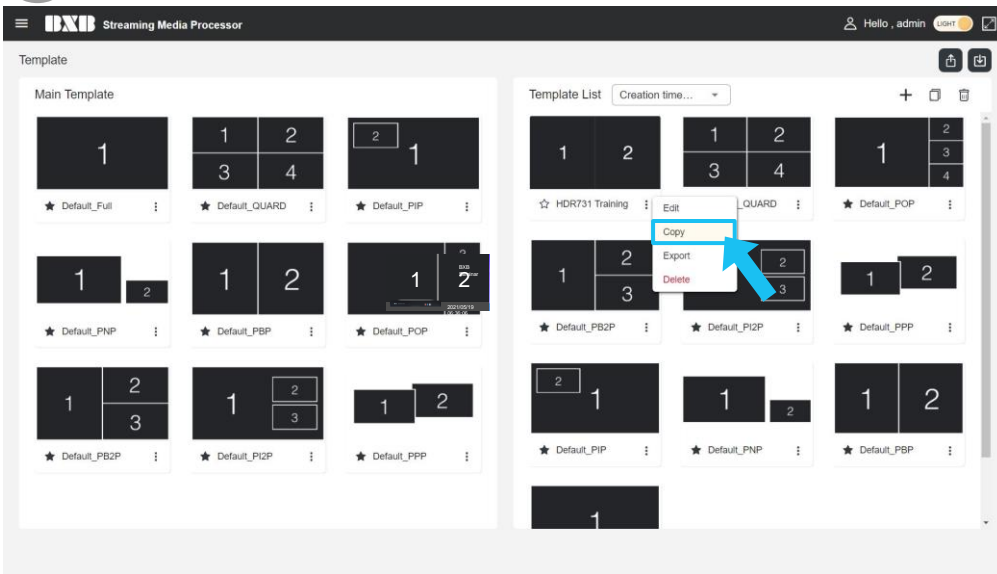 BXB Streaming Media Processor
Hello , admin LIGHT
Template
Main Template
1
1 2
3 4
2 1
Default_Full
Default_QUARD
Default_PIP
1 2
1 2
1 2
BXB
2021/05/19
Default_PNP
Default_PBP
Default_POP
1 2 3
1 2 3
1 2
Default_PB2P
Default_PI2P
Default_PPP
Template List Creation time...
1 2
1 2
3 4
1 2 3 4
HDR731 Training
_QUARD
Default_POP
Edit
Copy
Export
Delete
1 2 3
2 3
1 2
Default_PB2P
Default_PI2P
Default_PPP
2 1
1 2
1 2
Default_PIP
Default_PNP
Default_PBP
1